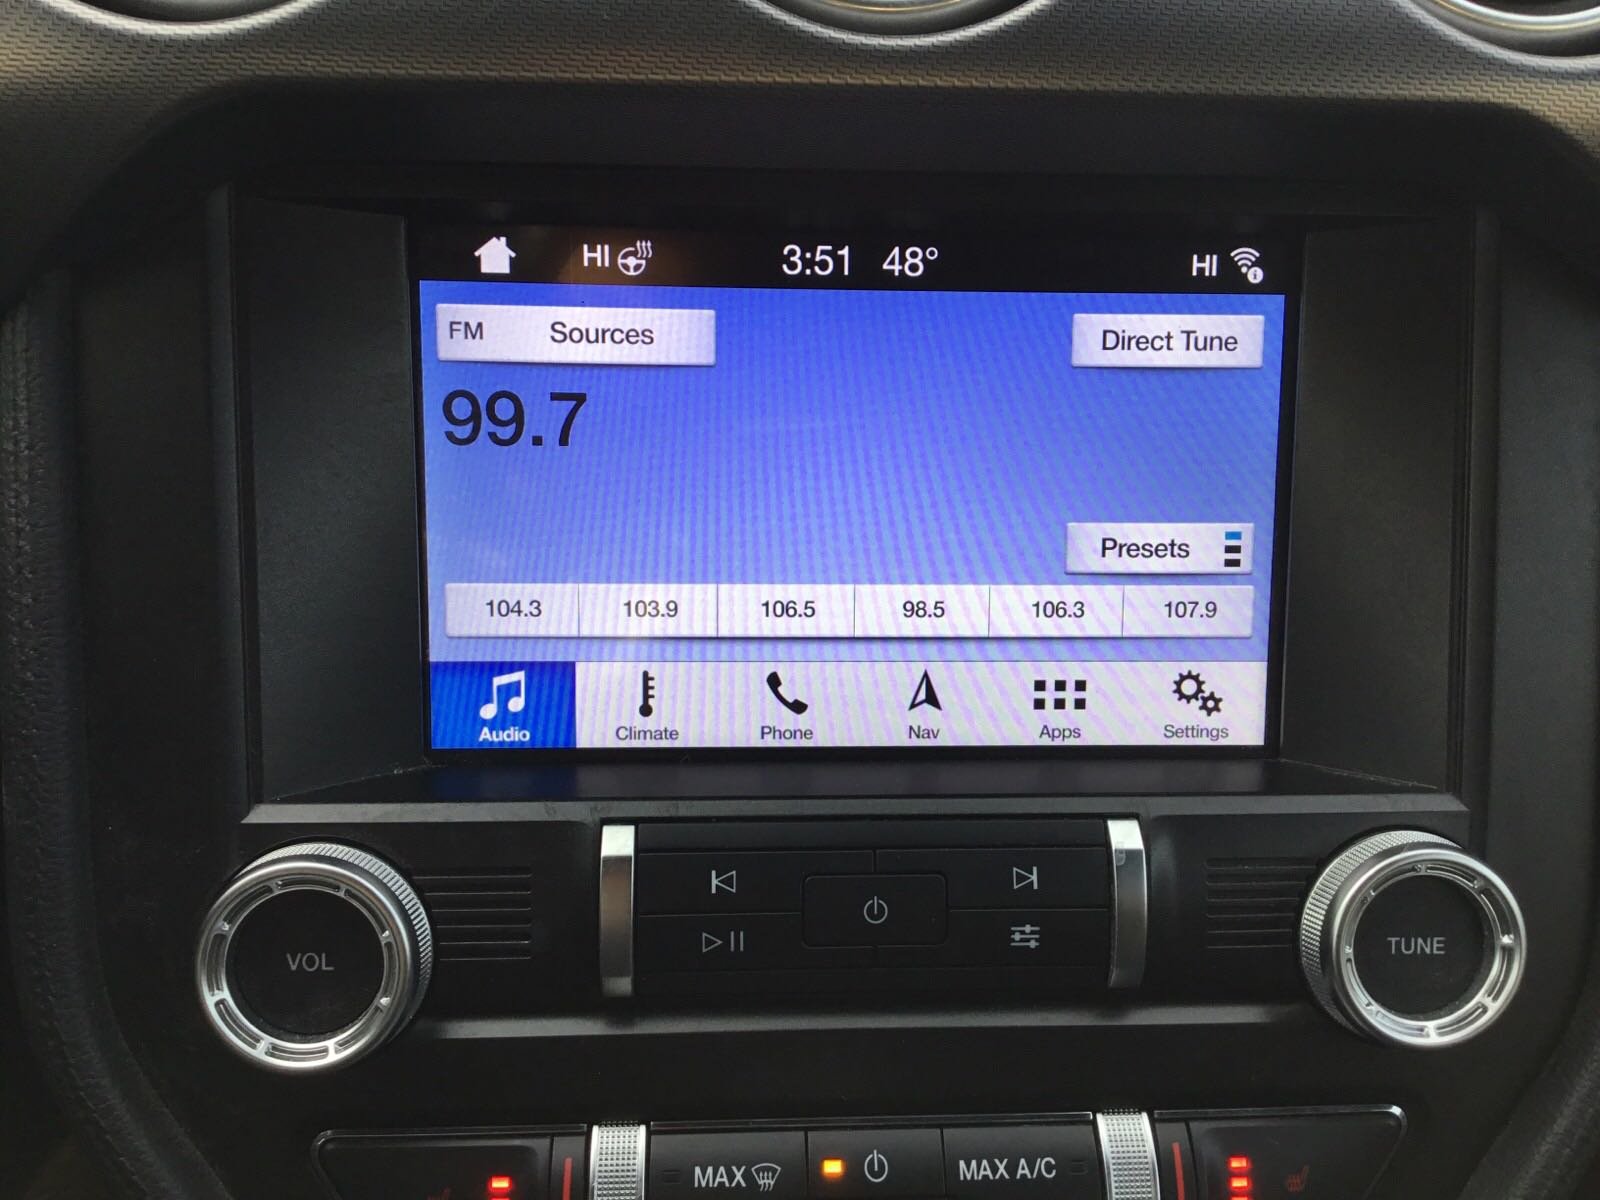 HI 3:51 48° HI
FM Sources Direct Tune
99.7
Presets
104.3 103.9 106.5 98.5 106.3 107.9
Audio Climate Phone Nav Apps Settings
VOL TUNE
MAX MAX A/C